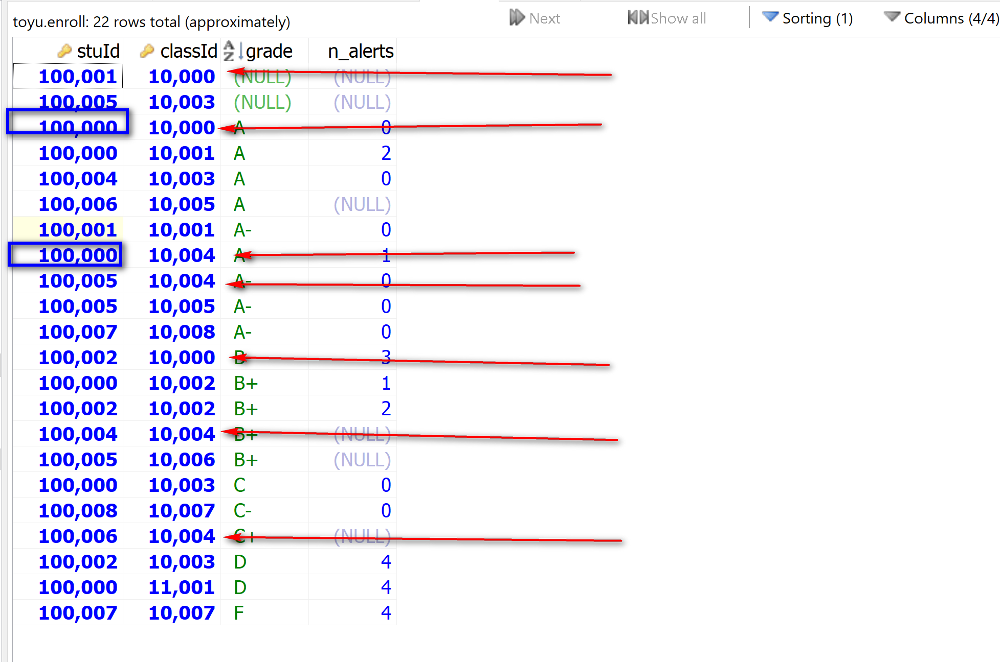 toyu.enroll: 22 rows total (approximately) Next Show all Sorting (1) Columns (4/4)
stuId classId grade n_alerts
100,001 10,000 (NULL) (NULL)
100,005 10,003 (NULL) (NULL)
100,000 10,000 A 0
100,000 10,001 A 2
100,004 10,003 A 0
100,006 10,005 A (NULL)
100,001 10,001 A- 0
100,000 10,004 A- 1
100,005 10,004 A- 0
100,005 10,005 A- 0
100,007 10,008 A- 0
100,002 10,000 B- 3
100,000 10,002 B+ 1
100,002 10,002 B+ 2
100,004 10,004 B+ (NULL)
100,005 10,006 B+ (NULL)
100,000 10,003 C 0
100,008 10,007 C- 0
100,006 10,004 C+ (NULL)
100,002 10,003 D 4
100,000 11,001 D 4
100,007 10,007 F 4